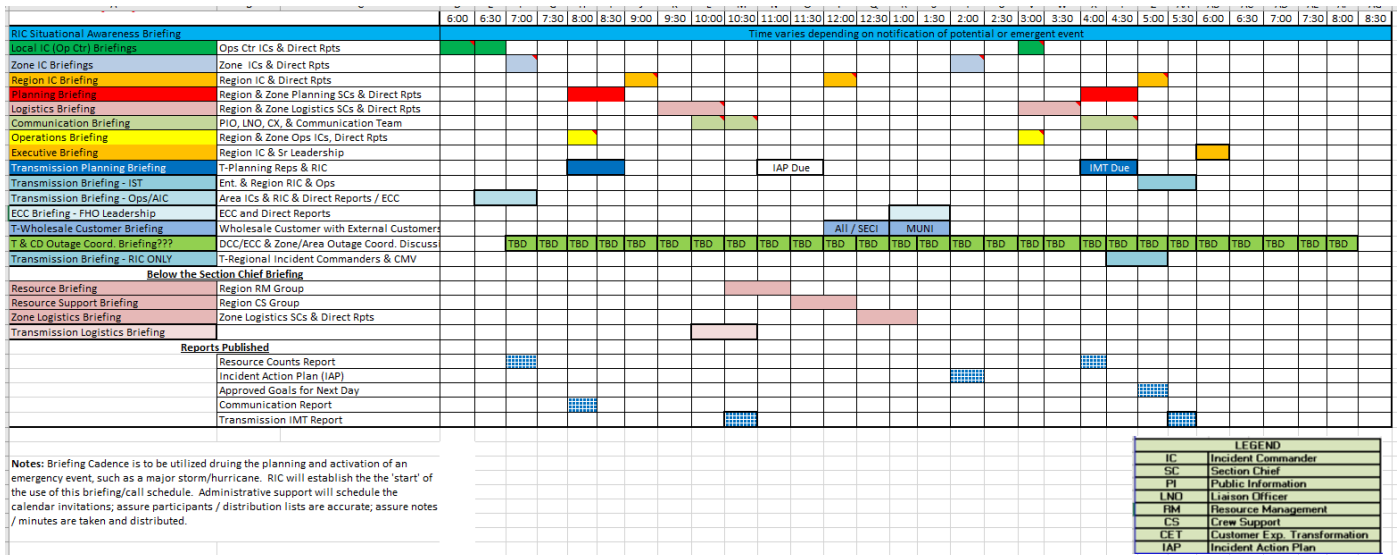 6:00 6:30 7:00 7:30 8:00 8:30 9:00 9:30 10:00 10:30 11:00 11:30 12:00 12:30 1:00 1:30 2:00 2:30 3:00 3:30 4:00 4:30 5:00 5:30 6:00 6:30 7:00 7:30 8:00 8:30
RIC Situational Awareness Briefing Time varies depending on notification of potential or emergent event
Local IC (Op Ctr) Briefings Ops Ctr ICs & Direct Rpts
Zone IC Briefings Zone ICs & Direct Rpts
Region IC Briefing Region IC & Direct Rpts
Planning Briefing Region & Zone Planning SCs & Direct Rpts
Logistics Briefing Region & Zone Logistics SCs & Direct Rpts
Communication Briefing PIO, LNO, CX, & Communication Team
Operations Briefing Region & Zone Ops ICs, Direct Rpts
Executive Briefing Region IC & Sr Leadership
Transmission Planning Briefing T-Planning Reps & RIC IAP Due IMT Due
Transmission Briefing - IST Ent. & Region RIC & Ops
Transmission Briefing - Ops/AIC Area ICs & RIC & Direct Reports / ECC
ECC Briefing - FHO Leadership ECC and Direct Reports
T-Wholesale Customer Briefing Wholesale Customer with External Customers All / SECI MUNI
T & CD Outage Coord. Briefing??? DCC/ECC & Zone/Area Outage Coord. Discussi TBD TBD TBD TBD TBD TBD TBD TBD TBD TBD TBD TBD TBD TBD TBD TBD TBD TBD TBD TBD TBD TBD TBD TBD TBD TBD TBD
Transmission Briefing - RIC ONLY T-Regional Incident Commanders & CMV
Below the Section Chief Briefing
Resource Briefing Region RM Group
Resource Support Briefing Region CS Group
Zone Logistics Briefing Zone Logistics SCs & Direct Rpts
Transmission Logistics Briefing
Reports Published
Resource Counts Report
Incident Action Plan (IAP)
Approved Goals for Next Day
Communication Report
Transmission IMT Report
Notes: Briefing Cadence is to be utilized druing the planning and activation of an
emergency event, such as a major storm/hurricane. RIC will establish the the 'start' of
the use of this briefing/call schedule. Administrative support will schedule the
calendar invitations; assure participants / distribution lists are accurate; assure notes
/ minutes are taken and distributed.
LEGEND
IC Incident Commander
SC Section Chief
PI Public Information
LNO Liaison Officer
RM Resource Management
CS Crew Support
CET Customer Exp. Transformation
IAP Incident Action Plan